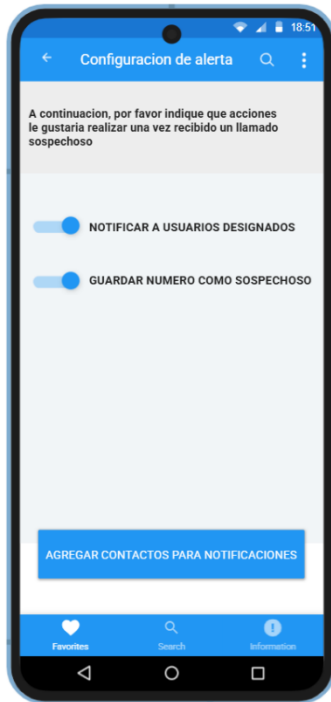 18:51
Configuracion de alerta
A continuacion, por favor indique que acciones
le gustaria realizar una vez recibido un llamado
sospechoso
NOTIFICAR A USUARIOS DESIGNADOS
GUARDAR NUMERO COMO SOSPECHOSO
AGREGAR CONTACTOS PARA NOTIFICACIONES
Favorites Search Information